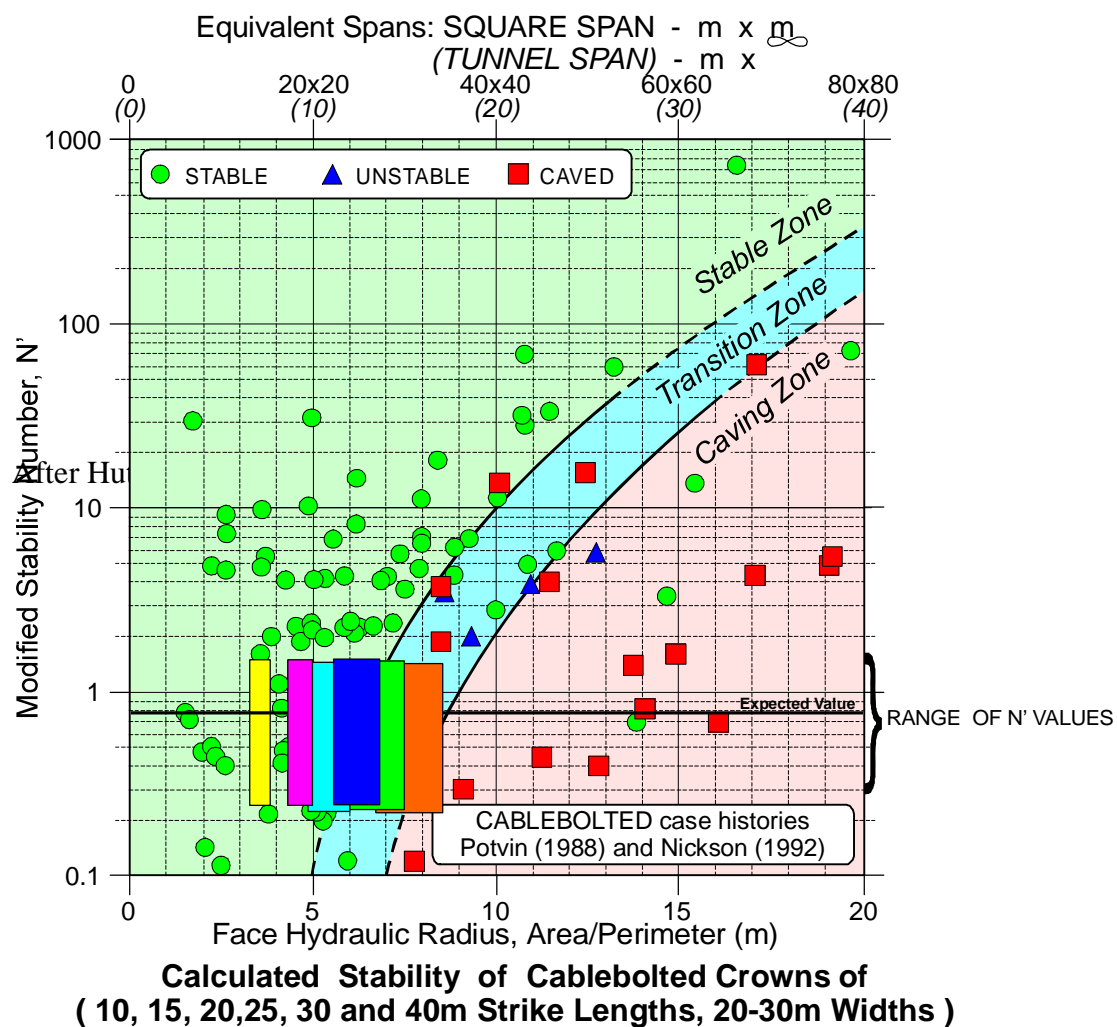 Equivalent Spans: SQUARE SPAN - m x m
(TUNNEL SPAN) - m x ∞
0 20x20 40x40 60x60 80x80
(0) (10) (20) (30) (40)
1000
STABLE UNSTABLE CAVED
Stable Zone
Transition Zone
Caving Zone
100
Modified Stability Number, N'
After Hu
10
1
Expected Value
RANGE OF N' VALUES
CABLEBOLTED case histories
Potvin (1988) and Nickson (1992)
0.1
0 5 10 15 20
Face Hydraulic Radius, Area/Perimeter (m)
Calculated Stability of Cablebolted Crowns of
( 10, 15, 20,25, 30 and 40m Strike Lengths, 20-30m Widths )